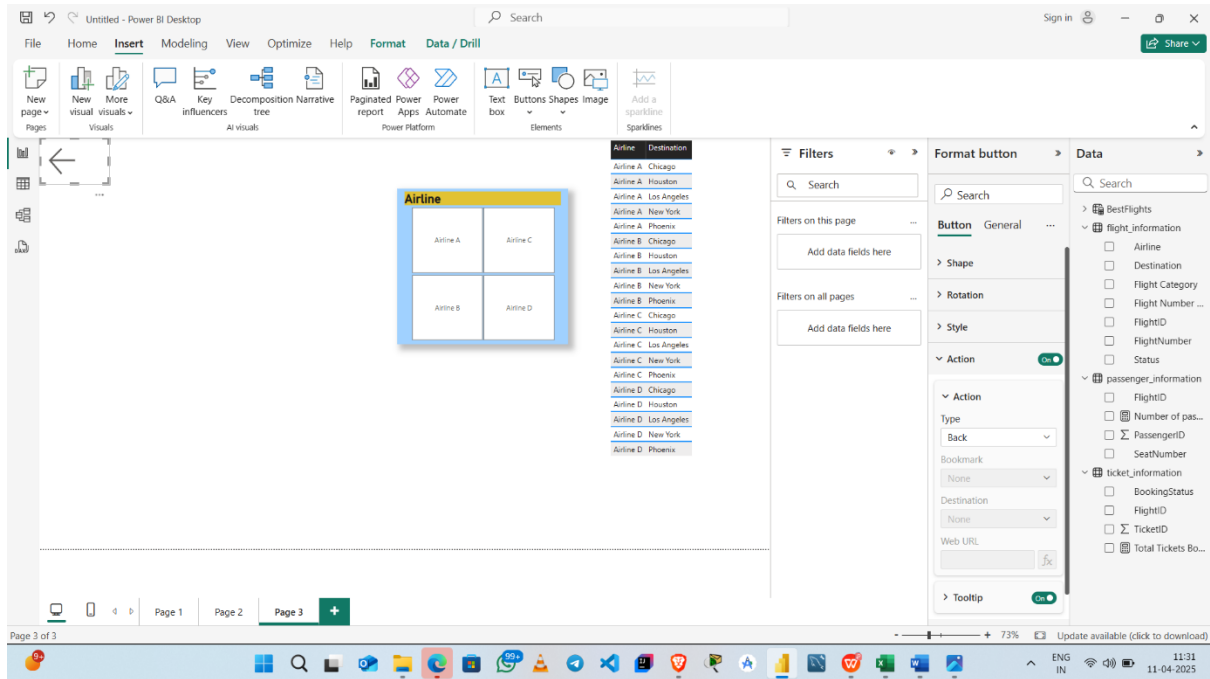 Untitled - Power BI Desktop
Search
Sign in
File Home Insert Modeling View Optimize Help Format Data / Drill
Share
New page
New visual
More visuals
Q&A
Key influencers
Decomposition tree
Narrative
Paginated report
Power Apps
Power Automate
Text box
Buttons
Shapes
Image
Add a sparkline
Pages
Visuals
AI visuals
Power Platform
Elements
Sparklines
...
Airline
Airline A
Airline C
Airline B
Airline D
Airline Destination
Airline A Chicago
Airline A Houston
Airline A Los Angeles
Airline A New York
Airline A Phoenix
Airline B Chicago
Airline B Houston
Airline B Los Angeles
Airline B New York
Airline B Phoenix
Airline C Chicago
Airline C Houston
Airline C Los Angeles
Airline C New York
Airline C Phoenix
Airline D Chicago
Airline D Houston
Airline D Los Angeles
Airline D New York
Airline D Phoenix
Filters
Search
Filters on this page ...
Add data fields here
Filters on all pages ...
Add data fields here
Format button
Search
Button General ...
Shape
Rotation
Style
Action On
Action
Type
Back
Bookmark
None
Destination
None
Web URL
fx
Tooltip On
Data
Search
BestFlights
flight_information
Airline
Destination
Flight Category
Flight Number ...
FlightID
FlightNumber
Status
passenger_information
FlightID
Number of pas...
PassengerID
SeatNumber
ticket_information
BookingStatus
FlightID
TicketID
Total Tickets Bo...
Page 1 Page 2 Page 3 +
Page 3 of 3
- + 73%
Update available (click to download)
9+
99+
ENG
IN
11:31
11-04-2025